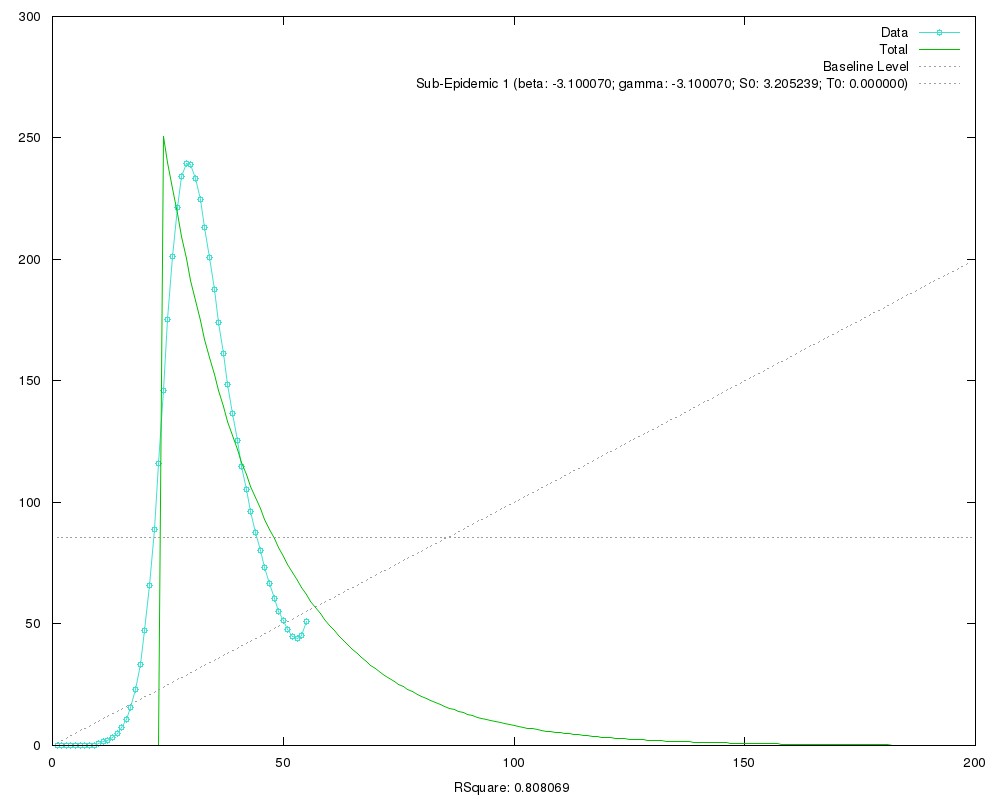 300
250
200
150
100
50
0
Data
Total
Baseline Level
Sub-Epidemic 1 (beta: -3.100070; gamma: -3.100070; S0: 3.205239; T0: 0.000000)
0 50 100 150 200
RSquare: 0.808069